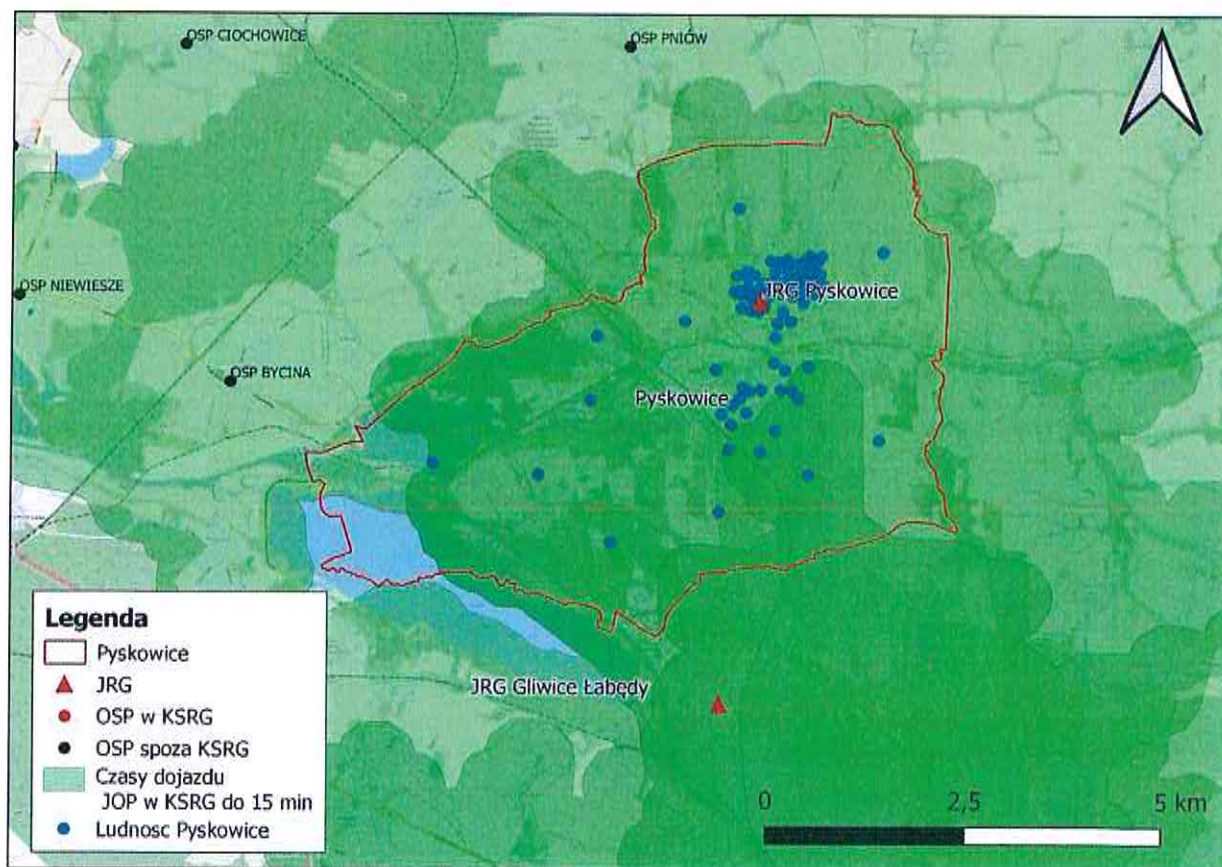 OSP CIOCHOWICE
OSP PNIÓW
OSP NIEWIESZE
JRG Pyskowice
OSP BYCINA
Pyskowice
JRG Gliwice Łabędy
Legenda
Pyskowice
JRG
OSP w KSRG
OSP spoza KSRG
Czasy dojazdu
JOP w KSRG do 15 min
Ludnosc Pyskowice
0 2,5 5 km